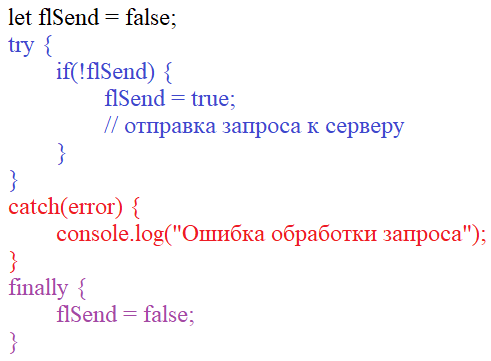 let flSend = false;
try {
if(!flSend) {
flSend = true;
// отправка запроса к серверу
}
}
catch(error) {
console.log("Ошибка обработки запроса");
}
finally {
flSend = false;
}